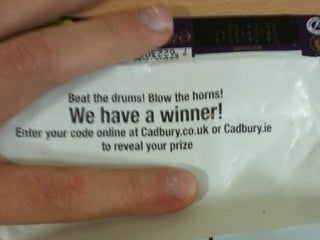 Beat the drums! Blow the horns!
We have a winner!
Enter your code online at Cadbury.co.uk or Cadbury.ie
to reveal your prize